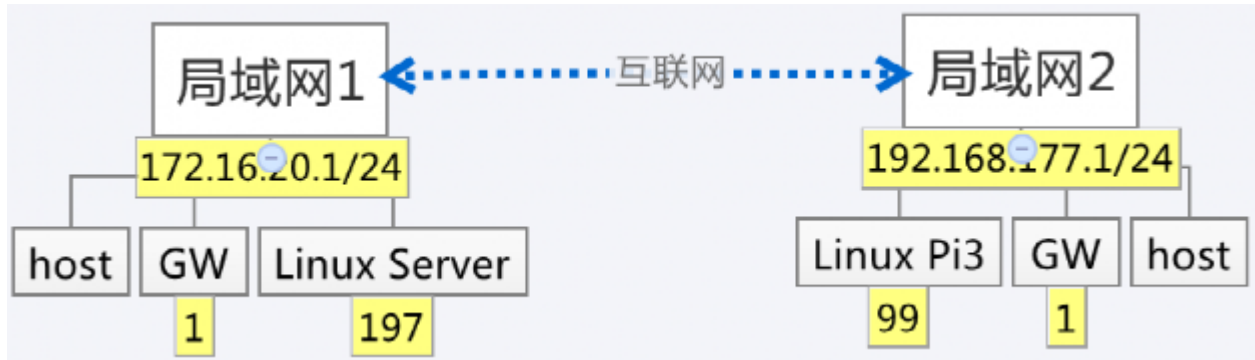 局域网1
互联网
局域网2
172.16.20.1/24
192.168.177.1/24
host
GW
Linux Server
Linux Pi3
GW
host
1
197
99
1